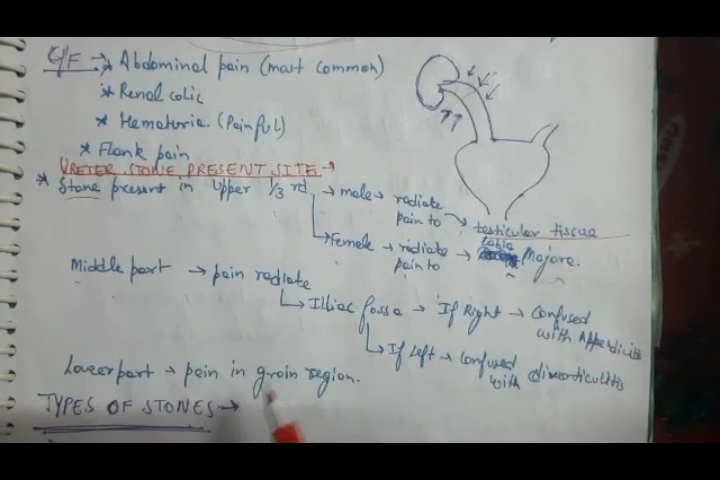 C/F → * Abdominal pain (most common)
* Renal colic
* Hematuria. (Painful)
* Flank pain
URETER STONE PRESENT SITE →
* Stone present in Upper 1/3 rd → male → radiate pain to → testicular tissue
→ Female → radiate pain to → labia Majora.
Middle part → pain radiate
→ Illiac fossa → If Right → Confused with Appendicitis
→ If Left → Confused with diverticulitis
Lower part → pain in groin region.
TYPES OF STONES →